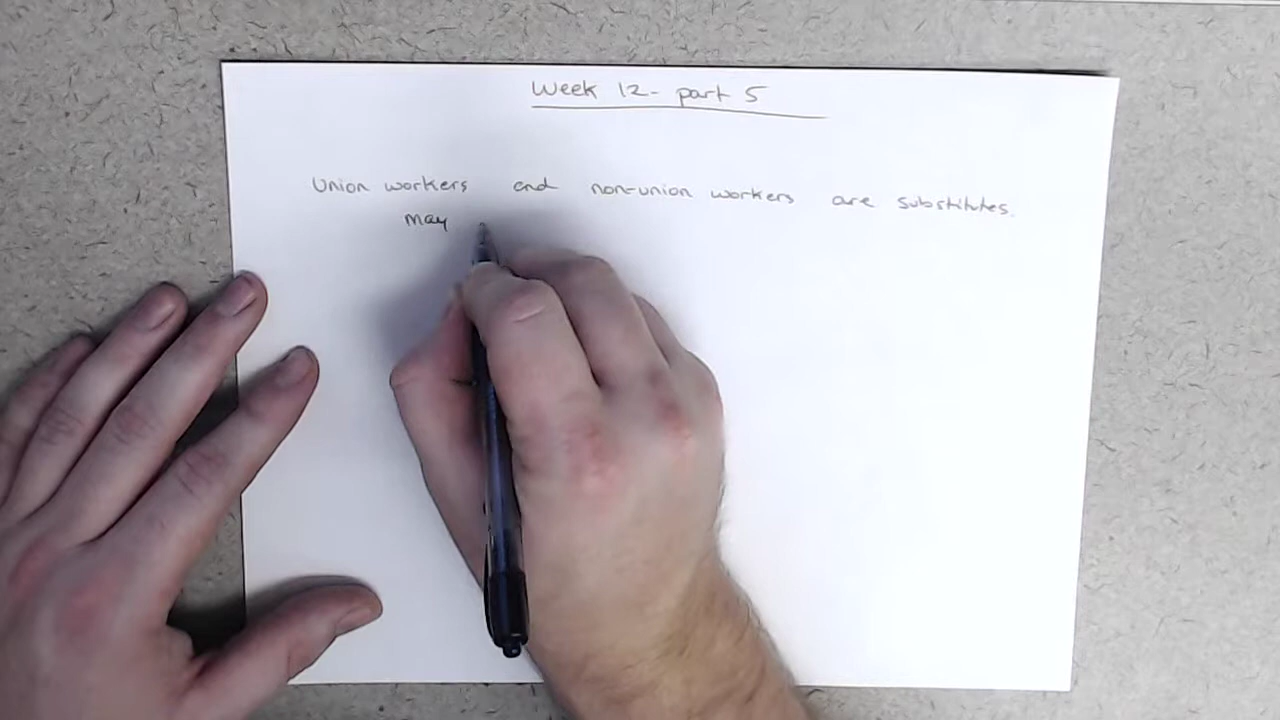 Week 12- part 5
Union workers and non-union workers are substitutes.
may